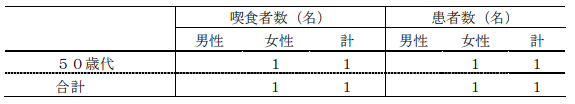 喫食者数（名） 患者数（名）
男性 女性 計 男性 女性 計
５０歳代 1 1 1 1
合計 1 1 1 1